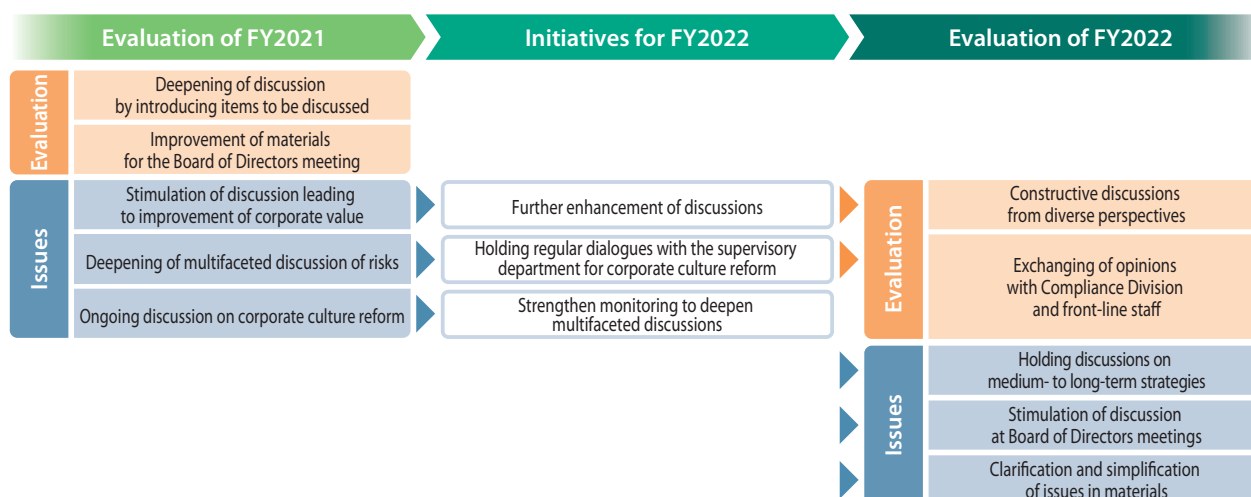 Evaluation of FY2021
Initiatives for FY2022
Evaluation of FY2022
Evaluation
Deepening of discussion
by introducing items to be discussed
Improvement of materials
for the Board of Directors meeting
Issues
Stimulation of discussion leading
to improvement of corporate value
Deepening of multifaceted discussion of risks
Ongoing discussion on corporate culture reform
Further enhancement of discussions
Holding regular dialogues with the supervisory
department for corporate culture reform
Strengthen monitoring to deepen
multifaceted discussions
Evaluation
Constructive discussions
from diverse perspectives
Exchanging of opinions
with Compliance Division
and front-line staff
Issues
Holding discussions on
medium- to long-term strategies
Stimulation of discussion
at Board of Directors meetings
Clarification and simplification
of issues in materials